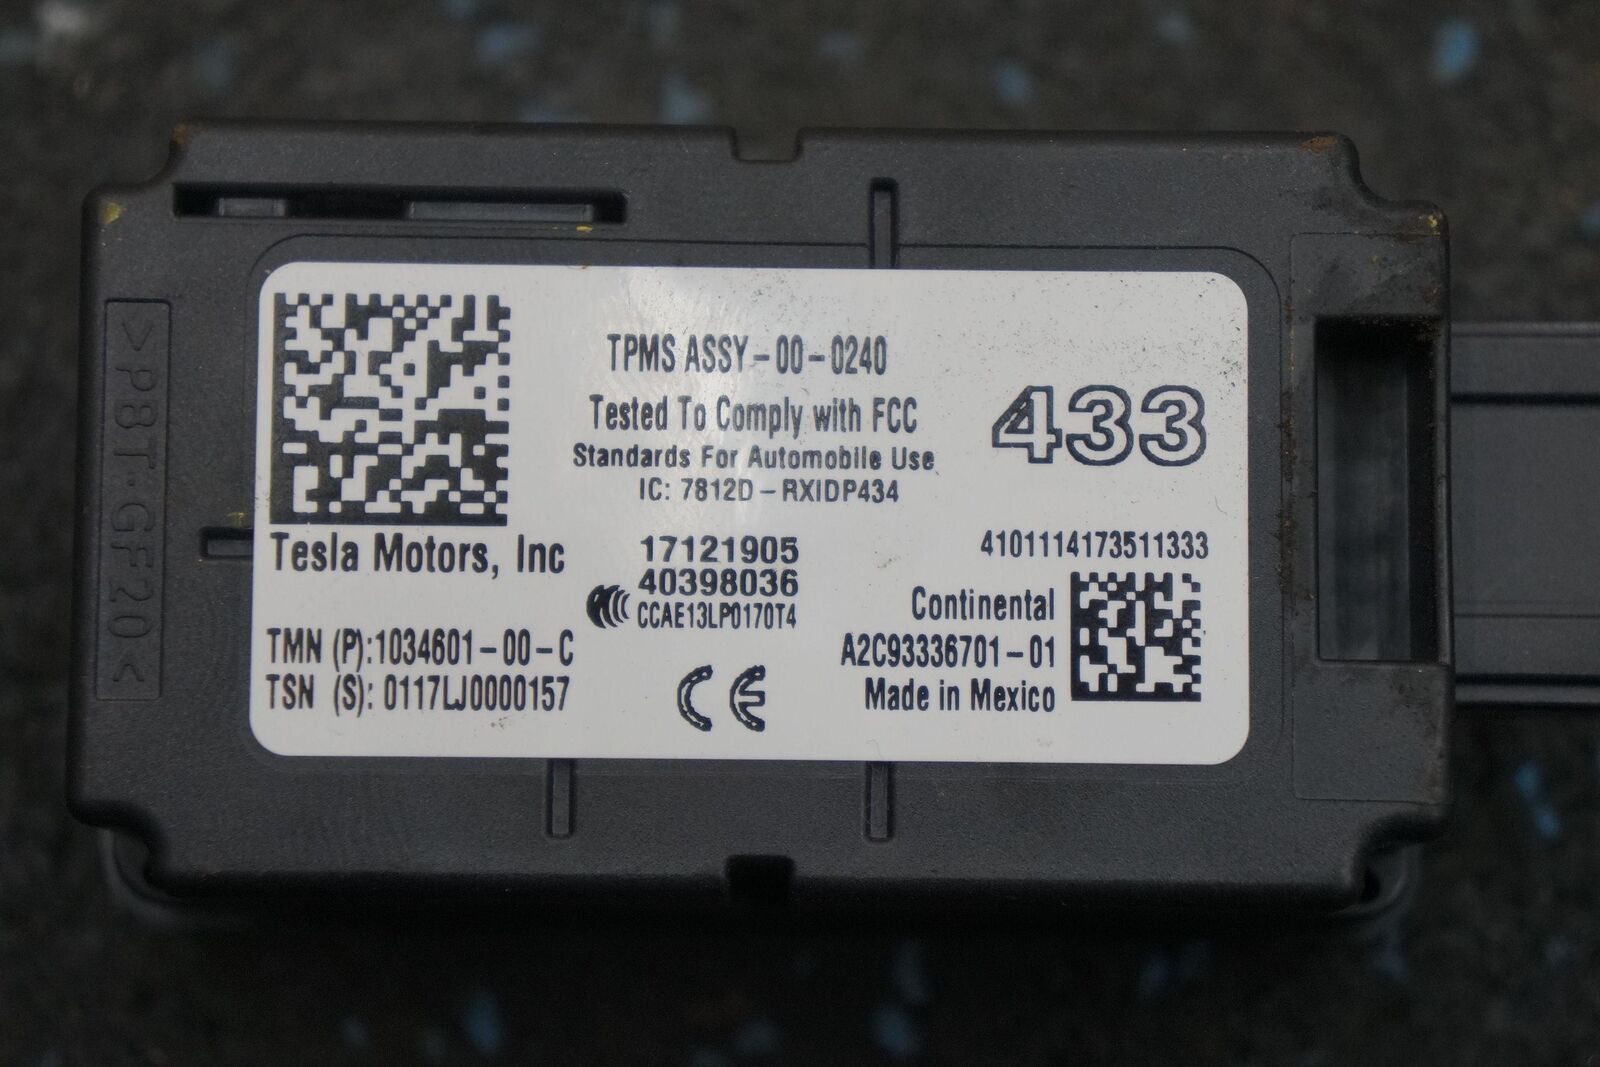 >PBT-GF20<
TPMS ASSY-00-0240
Tested To Comply with FCC
Standards For Automobile Use
IC: 7812D-RXIDP434
433
Tesla Motors, Inc
TMN (P):1034601-00-C
TSN (S): 0117LJ0000157
17121905
40398036
CCAE13LP0170T4
CE
4101114173511333
Continental
A2C93336701-01
Made in Mexico